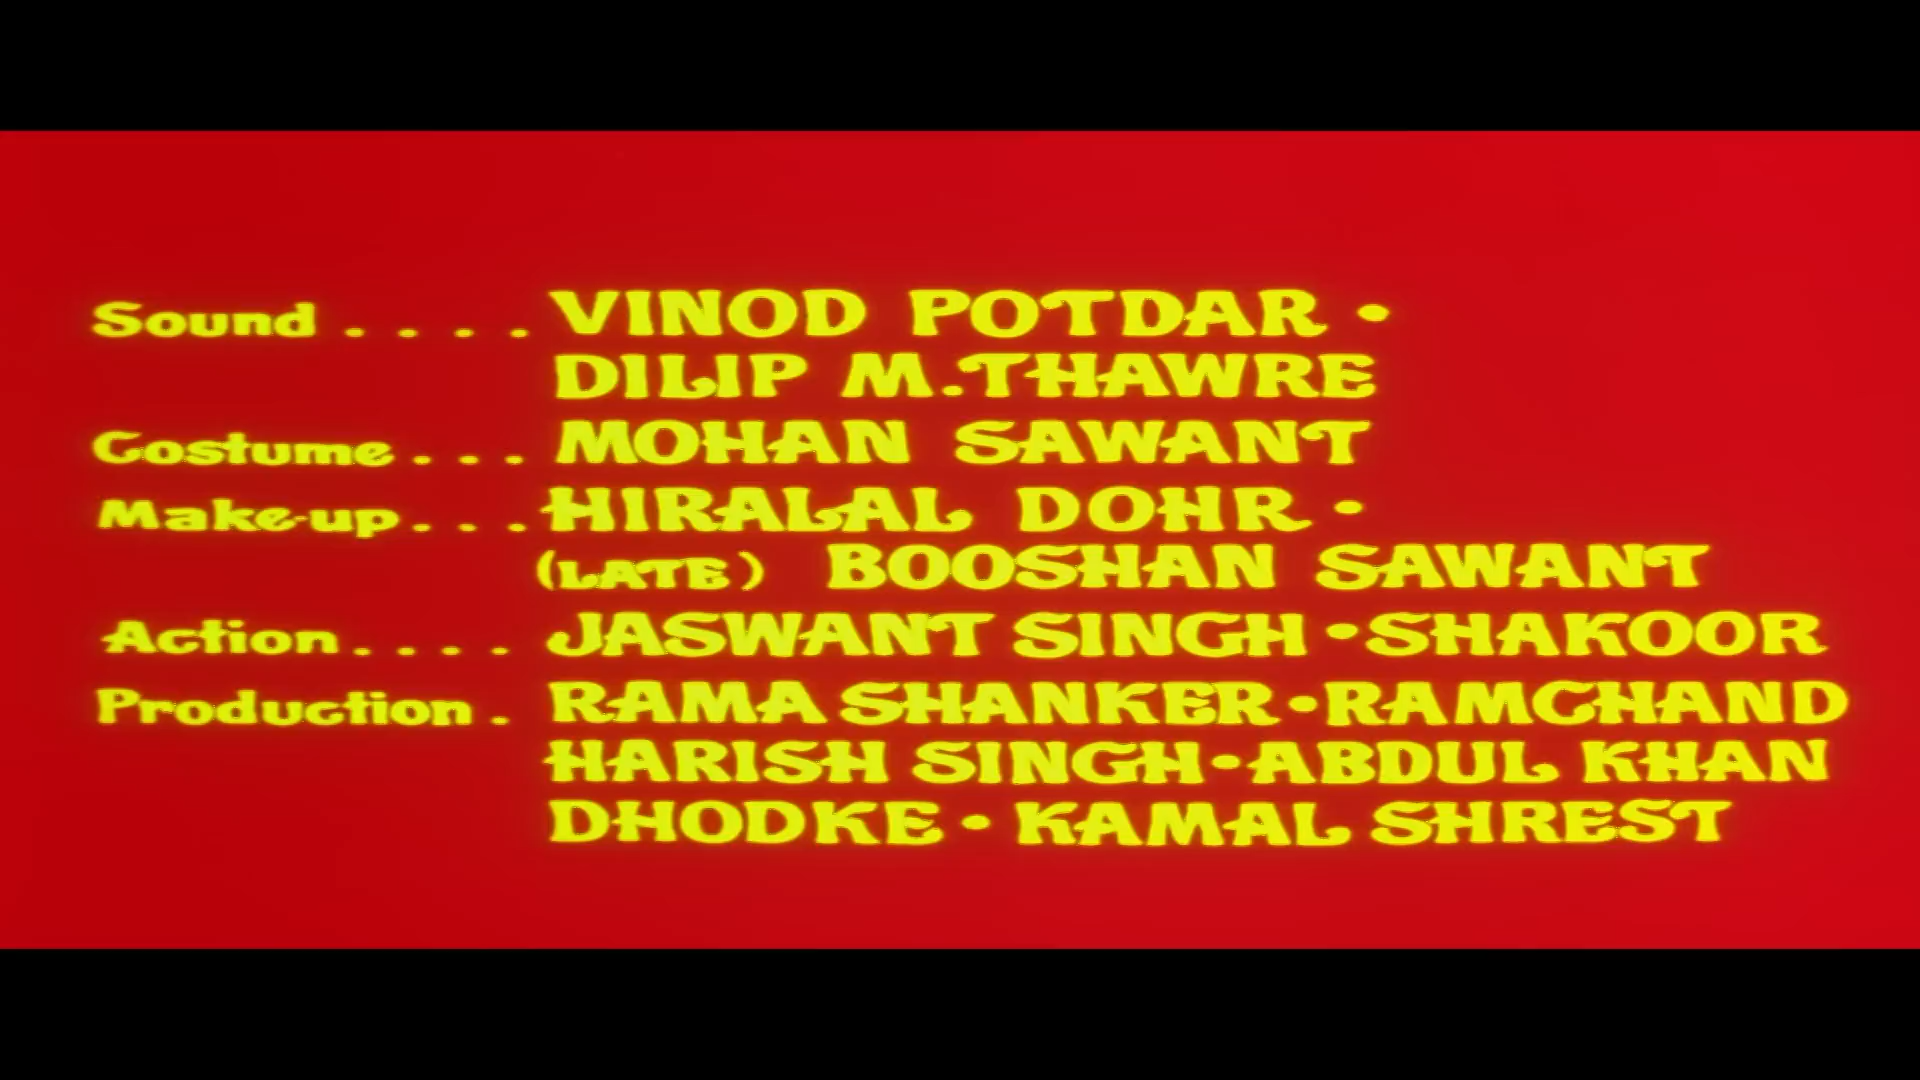 Sound . . . . VINOD POTDAR •
DILIP M. THAWRE
Costume . . . MOHAN SAWANT
Make-up . . . HIRALAL DOHR •
(LATE) BOOSHAN SAWANT
Action . . . . JASWANT SINGH • SHAKOOR
Production . RAMA SHANKER • RAMCHAND
HARISH SINGH • ABDUL KHAN
DHODKE • KAMAL SHREST